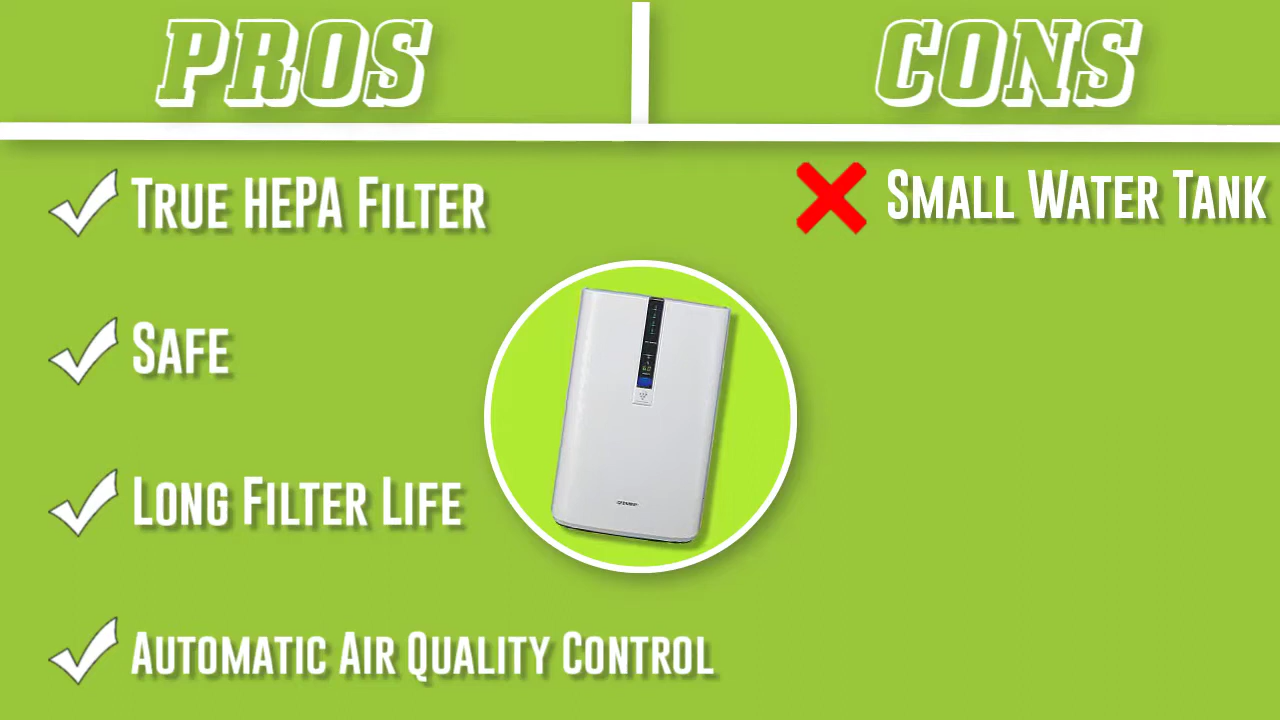 PROS
CONS
TRUE HEPA FILTER
SMALL WATER TANK
SAFE
LONG FILTER LIFE
AUTOMATIC AIR QUALITY CONTROL